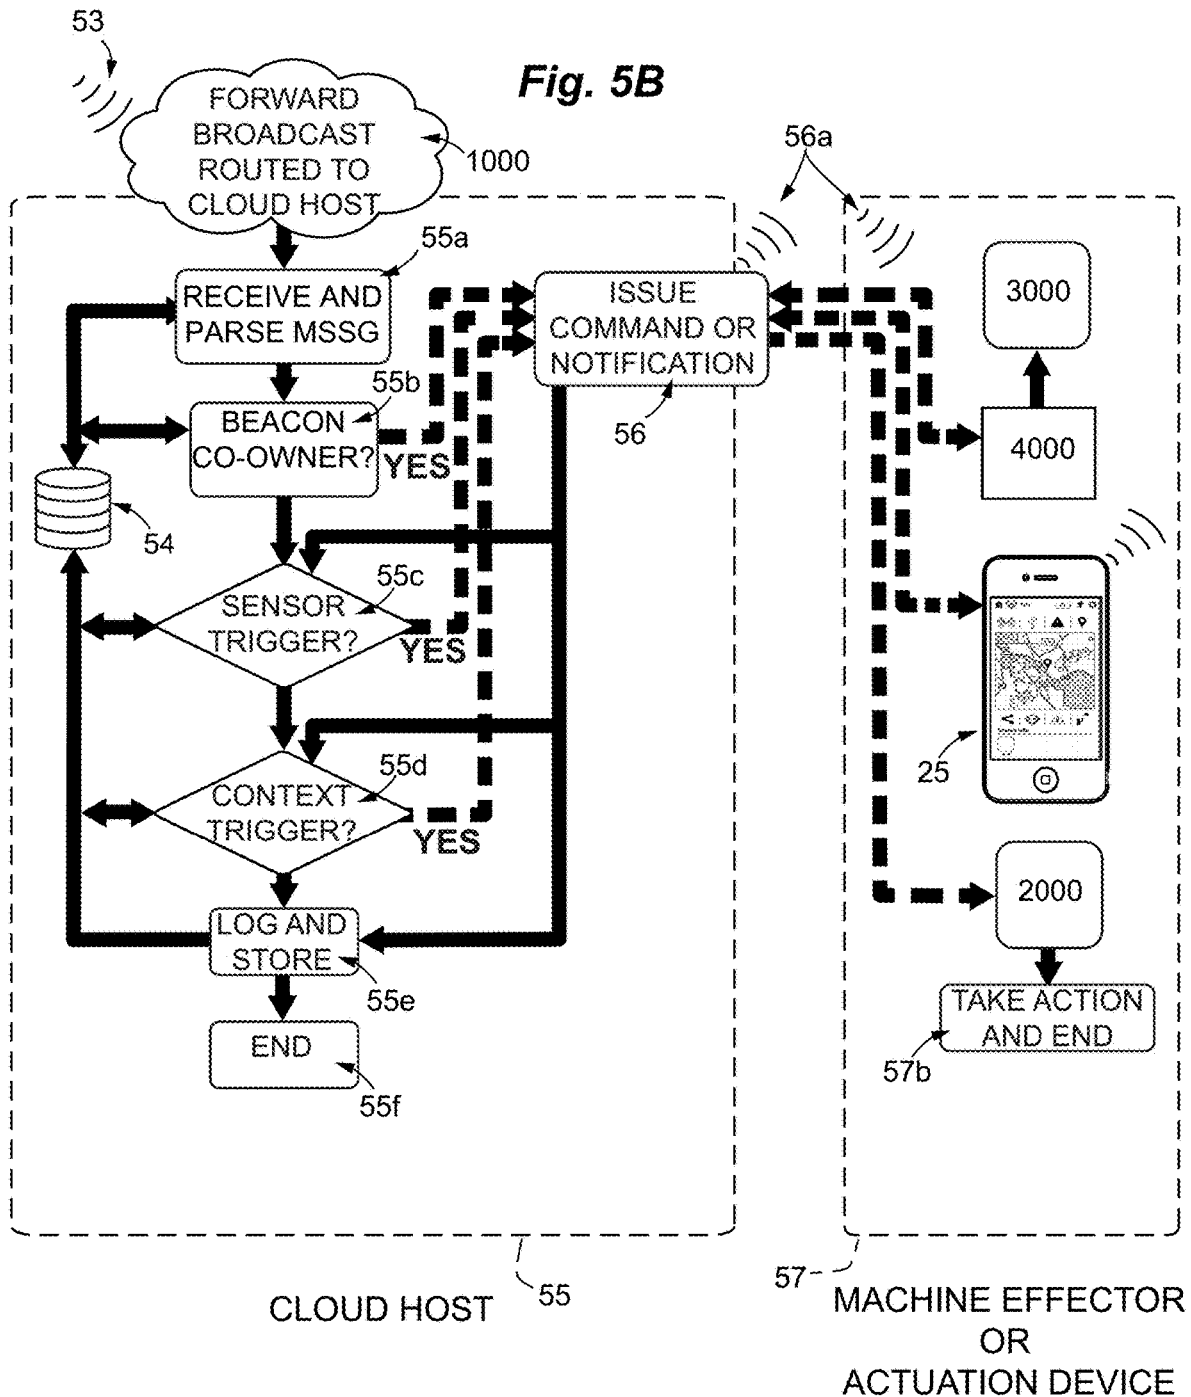 53
Fig. 5B
FORWARD
BROADCAST
ROUTED TO
CLOUD HOST
1000
56a
55a
RECEIVE AND
PARSE MSSG
ISSUE
COMMAND OR
NOTIFICATION
3000
55b
BEACON
CO-OWNER?
YES
56
4000
54
55c
SENSOR
TRIGGER?
YES
55d
CONTEXT
TRIGGER?
YES
25
2000
LOG AND
STORE
55e
TAKE ACTION
AND END
57b
END
55f
55
57
CLOUD HOST
MACHINE EFFECTOR
OR
ACTUATION DEVICE